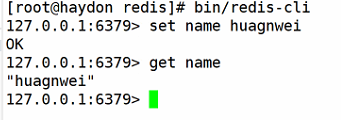 [root@haydon redis]# bin/redis-cli
127.0.0.1:6379> set name huagnwei
OK
127.0.0.1:6379> get name
"huagnwei"
127.0.0.1:6379>